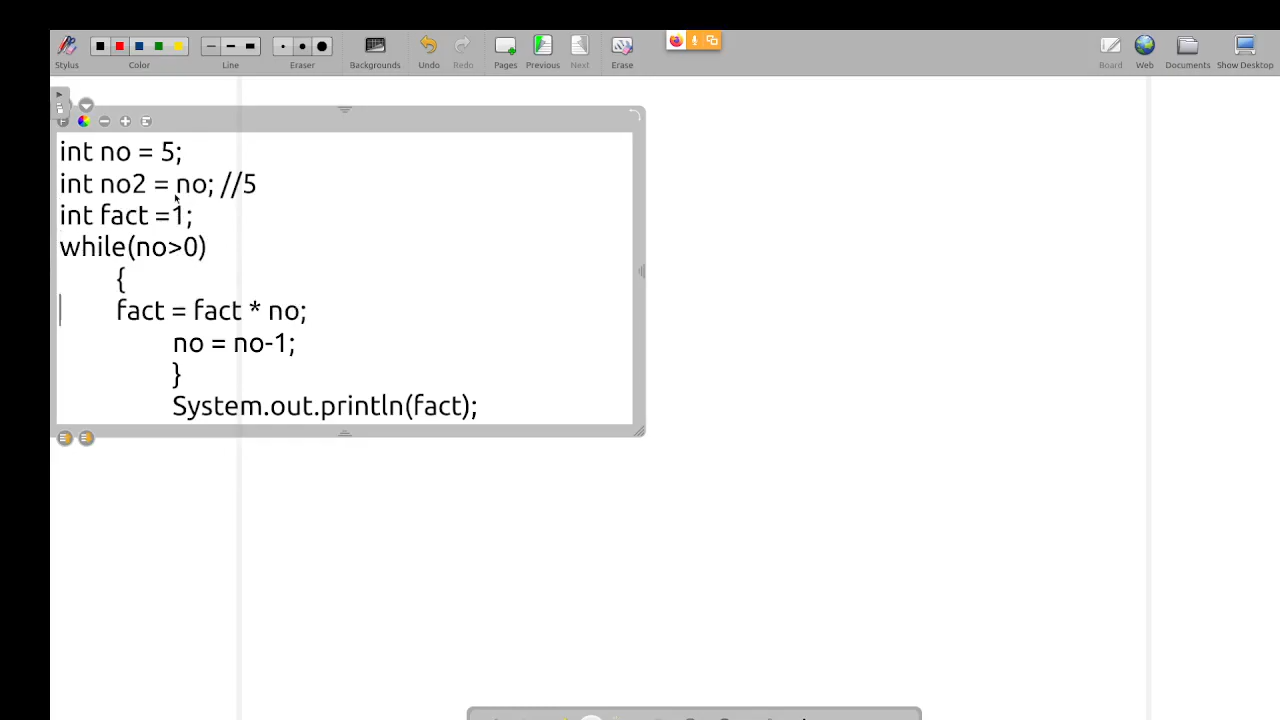 Stylus Color Line Eraser Backgrounds Undo Redo Pages Previous Next Erase Board Web Documents Show Desktop
int no = 5;
int no2 = no; //5
int fact =1;
while(no>0)
{
fact = fact * no;
no = no-1;
}
System.out.println(fact);